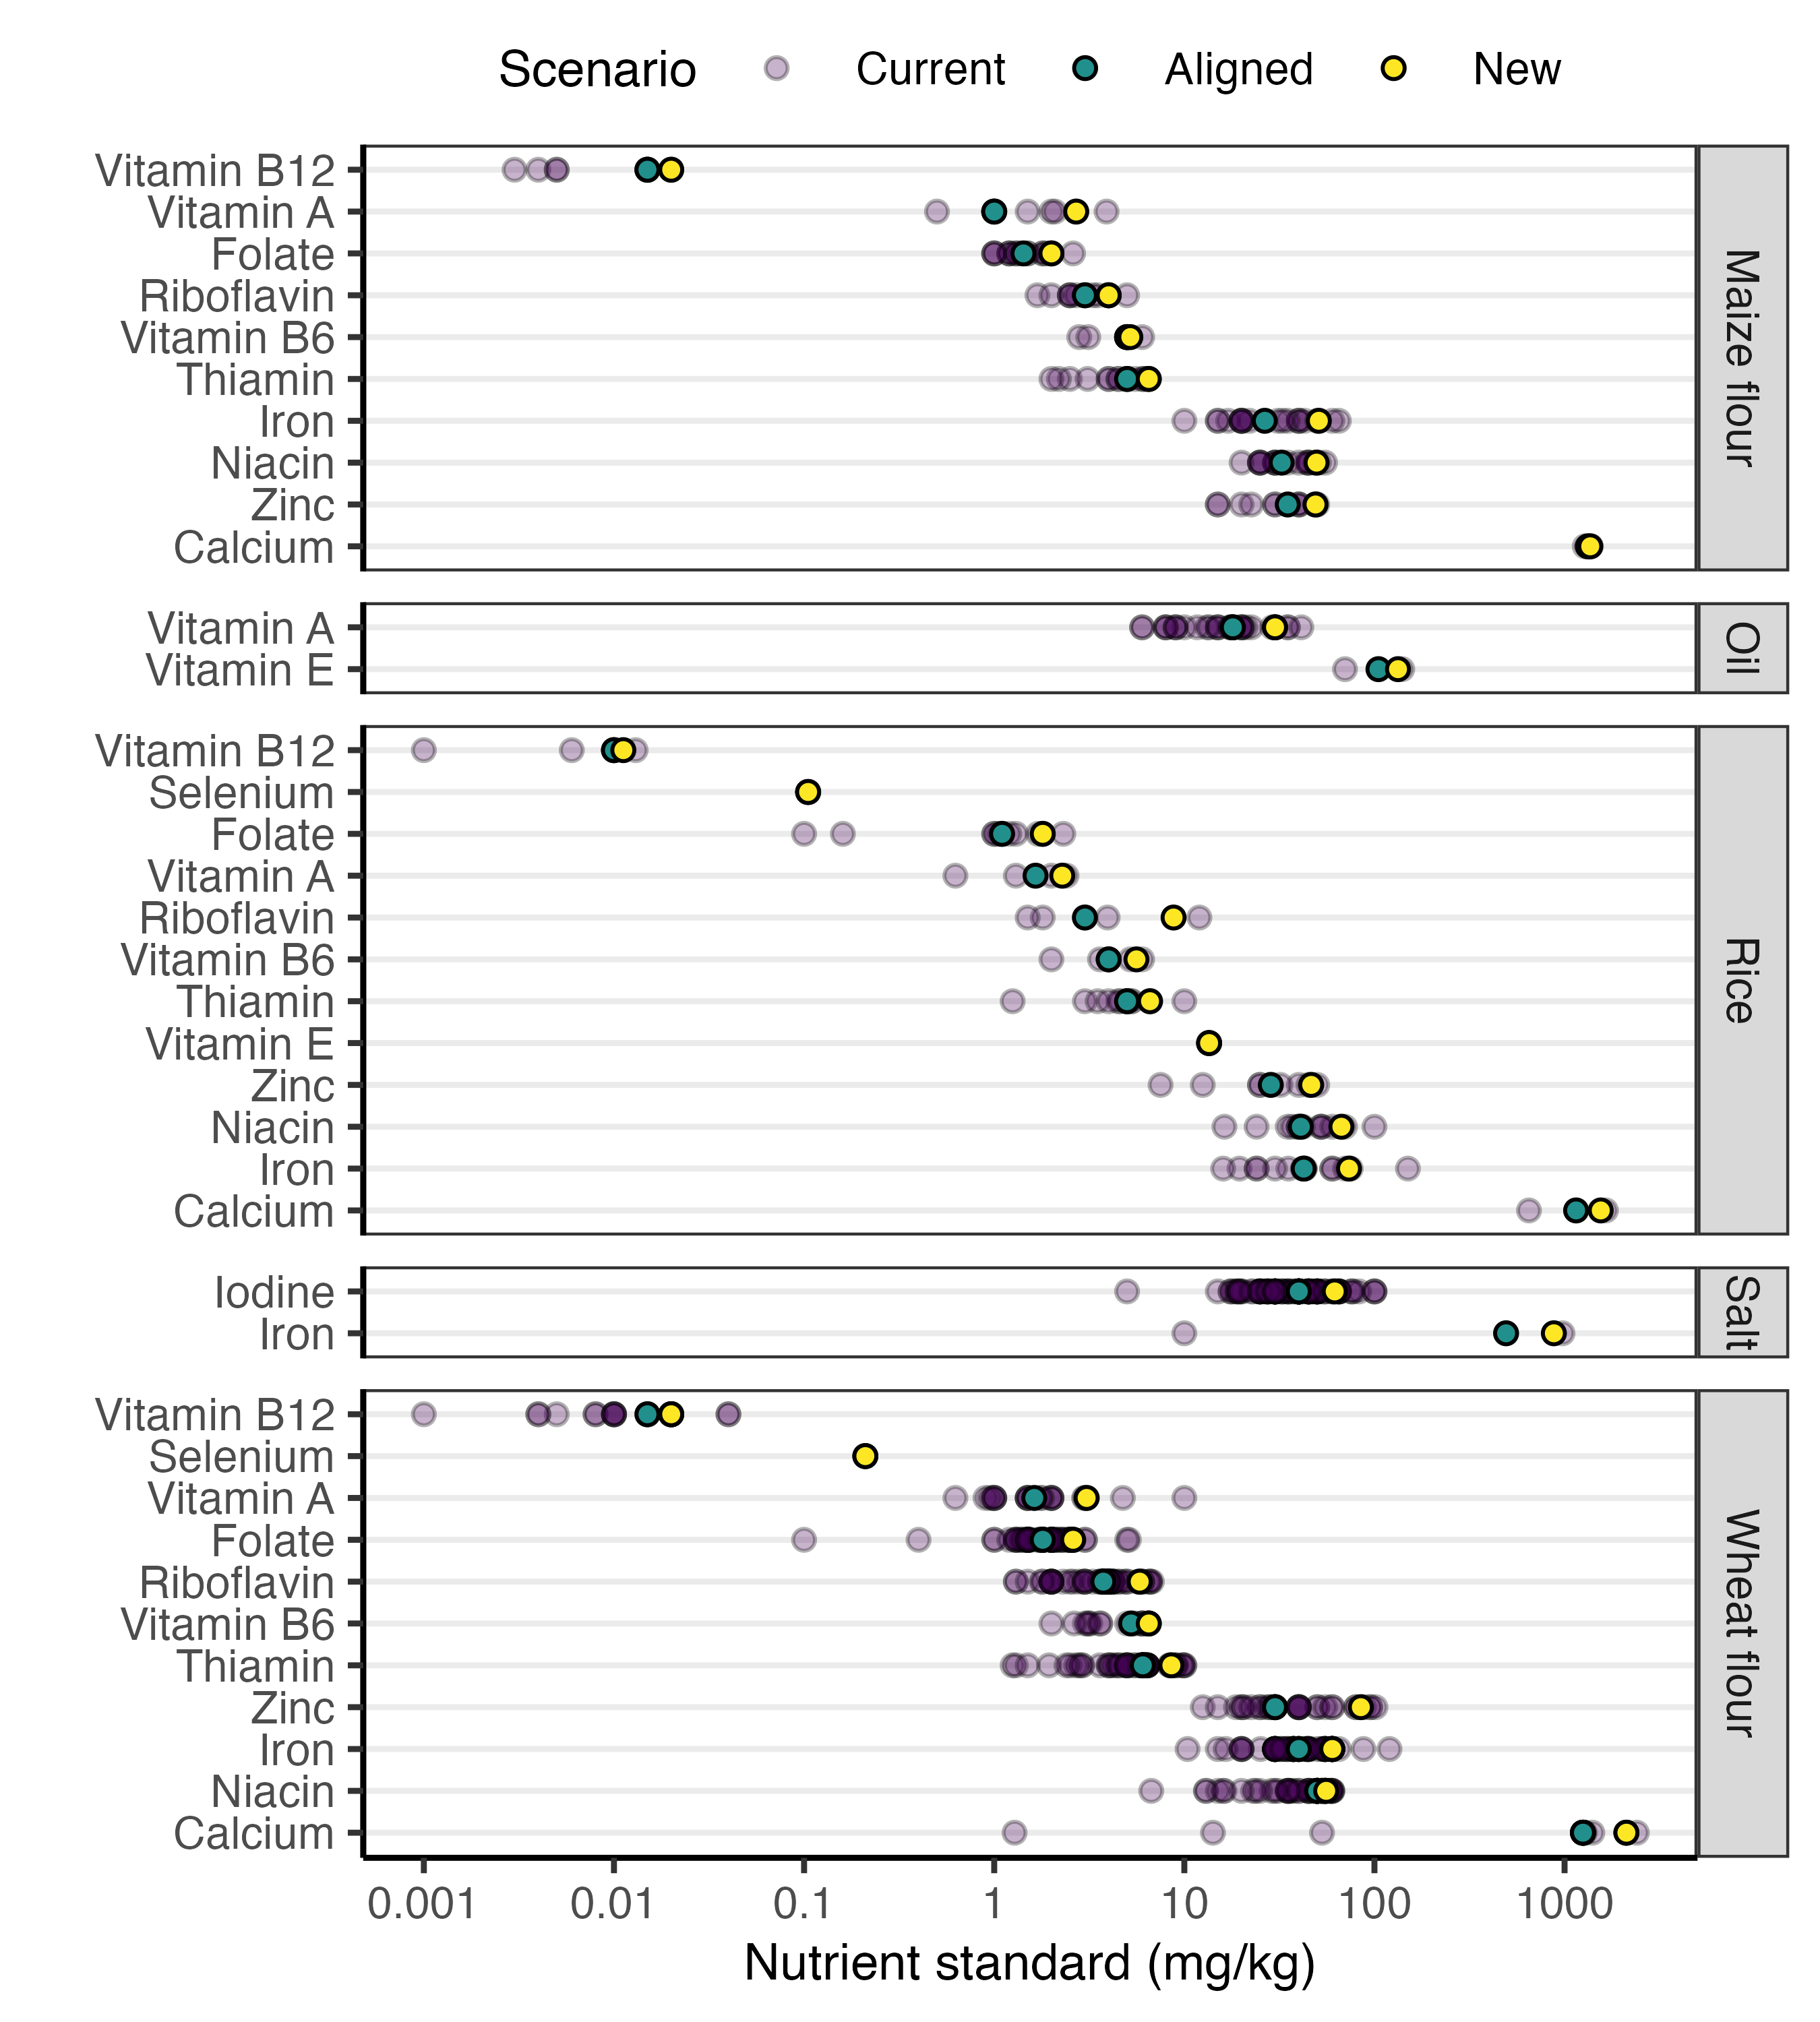 Scenario Current Aligned New
Vitamin B12
Vitamin A
Folate
Riboflavin
Vitamin B6
Thiamin
Iron
Niacin
Zinc
Calcium
Maize flour
Vitamin A
Vitamin E
Oil
Vitamin B12
Selenium
Folate
Vitamin A
Riboflavin
Vitamin B6
Thiamin
Vitamin E
Zinc
Niacin
Iron
Calcium
Rice
Iodine
Iron
Salt
Vitamin B12
Selenium
Vitamin A
Folate
Riboflavin
Vitamin B6
Thiamin
Zinc
Iron
Niacin
Calcium
Wheat flour
0.001 0.01 0.1 1 10 100 1000
Nutrient standard (mg/kg)